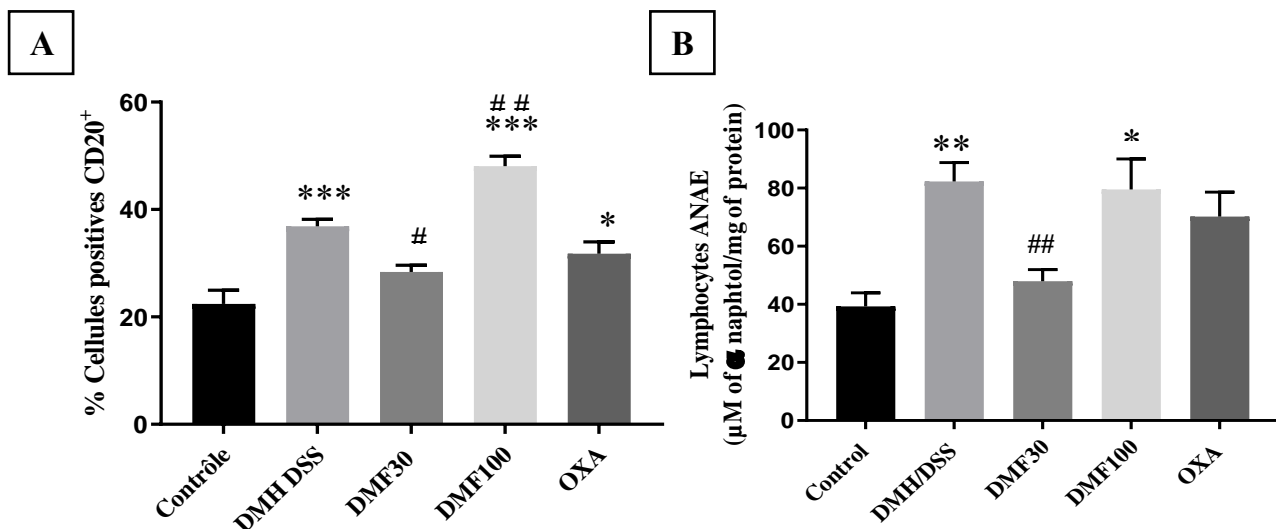 A
% Cellules positives CD20⁺
60
40
20
0
***
#
# #
***
*
Contrôle
DMH DSS
DMF30
DMF100
OXA
B
Lymphocytes ANAE
(µM of α naphtol/mg of protein)
100
80
60
40
20
0
**
##
*
Control
DMH/DSS
DMF30
DMF100
OXA